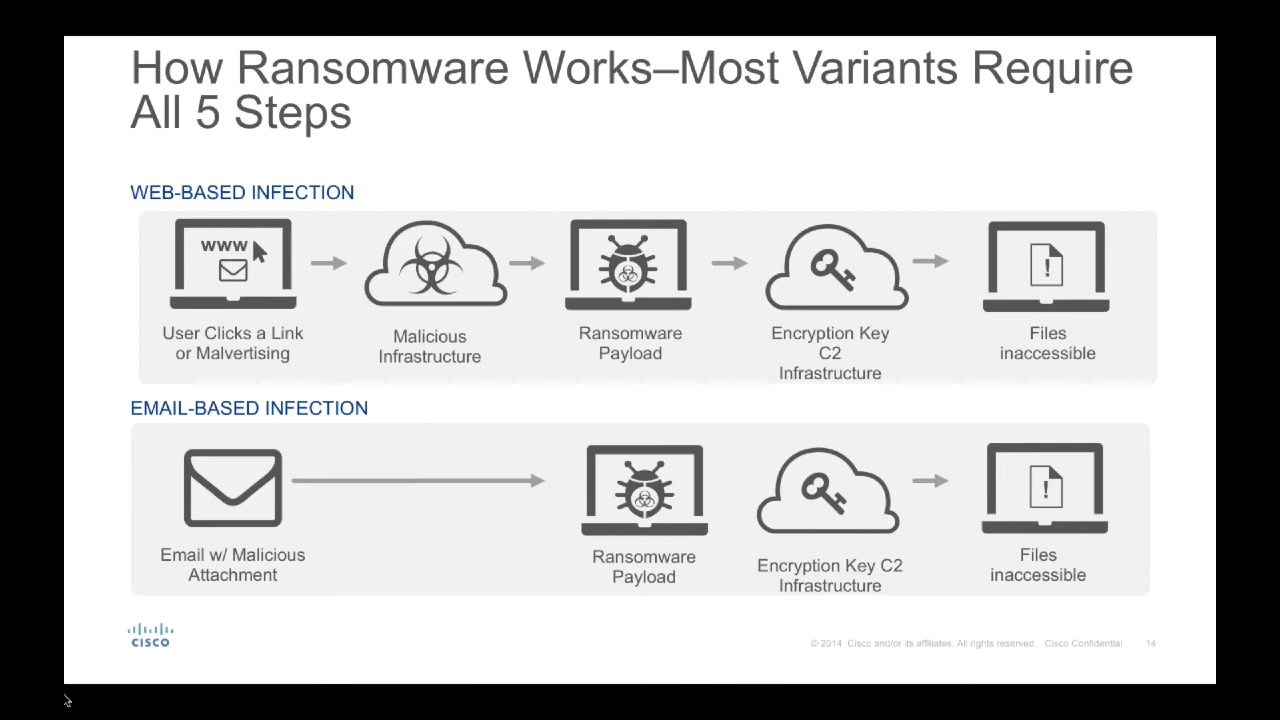 How Ransomware Works–Most Variants Require
All 5 Steps
WEB-BASED INFECTION
www
User Clicks a Link
or Malvertising
Malicious
Infrastructure
Ransomware
Payload
Encryption Key
C2
Infrastructure
!
Files
inaccessible
EMAIL-BASED INFECTION
Email w/ Malicious
Attachment
Ransomware
Payload
Encryption Key C2
Infrastructure
!
Files
inaccessible
CISCO
© 2014 Cisco and/or its affiliates. All rights reserved. Cisco Confidential 14